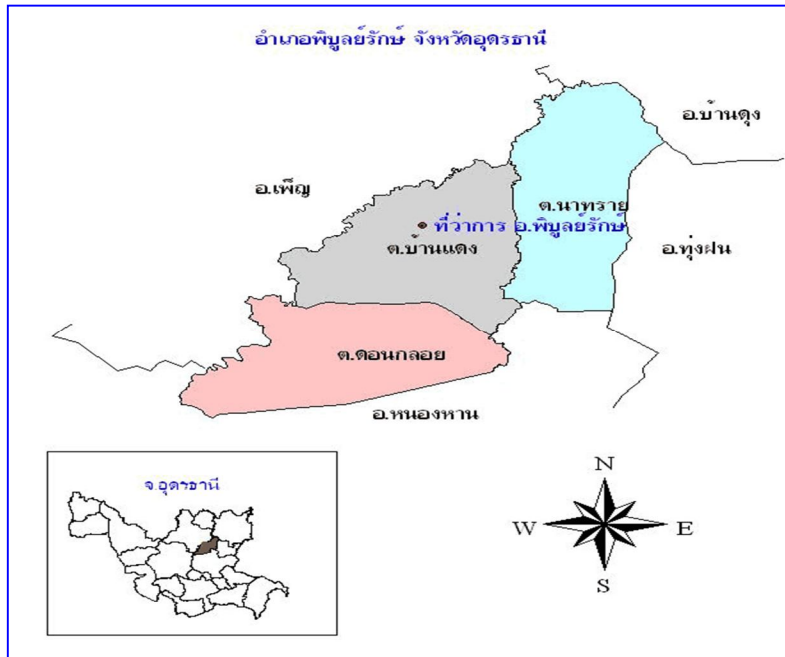 อำเภอพิบูลย์รักษ์ จังหวัดอุดรธานี
อ.บ้านดุง
อ.เพ็ญ
ต.นาทราย
ที่ว่าการ อ.พิบูลย์รักษ์
ต.บ้านแดง
อ.ทุ่งฝน
ต.ดอนกลอย
อ.หนองหาน
จ.อุดรธานี
N
W
E
S